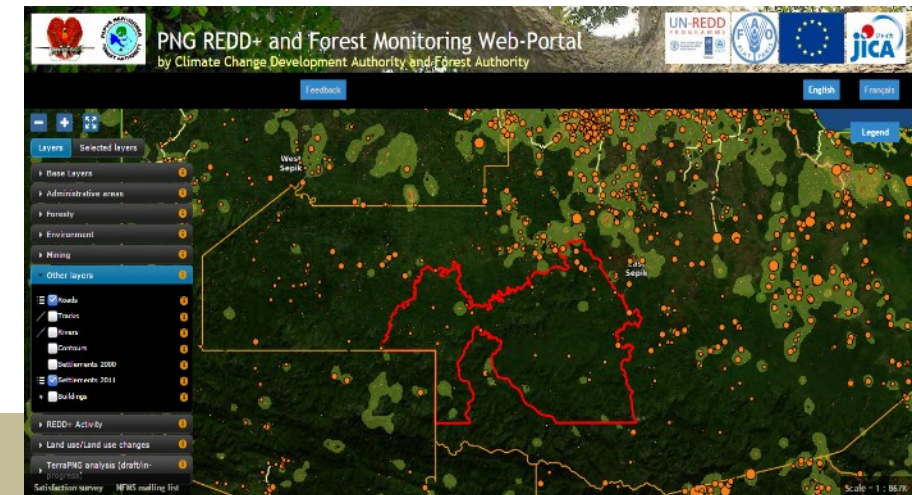 PNG REDD+ and Forest Monitoring Web-Portal
by Climate Change Development Authority and Forest Authority
UN-REDD
PROGRAMME
FAO
JICA
Feedback
English
Français
Legend
Layers
Selected layers
West
Sepik
Base Layers
Administrative areas
Forestry
Environment
Mining
Other layers
Roads
Tracks
Rivers
Contours
Settlements 2000
Settlements 2011
Buildings
Sepik
REDD+ Activity
Land use/Land use changes
TerraPNG analysis (draft/in-
progress)
Satisfaction survey
NFMS mailing list
Scale = 1 : 867K